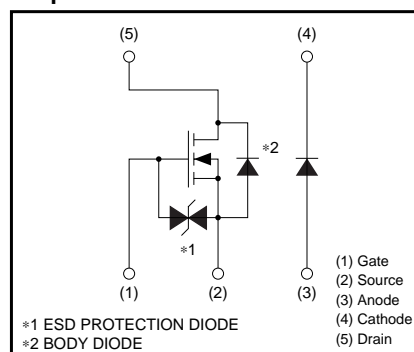 (5) (4)
∗2
∗1
(1) (2) (3)
(1) Gate
(2) Source
(3) Anode
(4) Cathode
(5) Drain
∗1 ESD PROTECTION DIODE
∗2 BODY DIODE